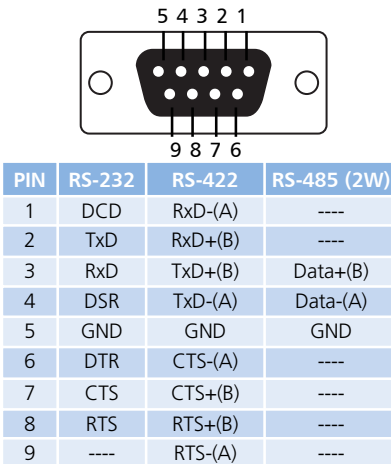 5 4 3 2 1
9 8 7 6
PIN RS-232 RS-422 RS-485 (2W)
1 DCD RxD-(A) ----
2 TxD RxD+(B) ----
3 RxD TxD+(B) Data+(B)
4 DSR TxD-(A) Data-(A)
5 GND GND GND
6 DTR CTS-(A) ----
7 CTS CTS+(B) ----
8 RTS RTS+(B) ----
9 ---- RTS-(A) ----